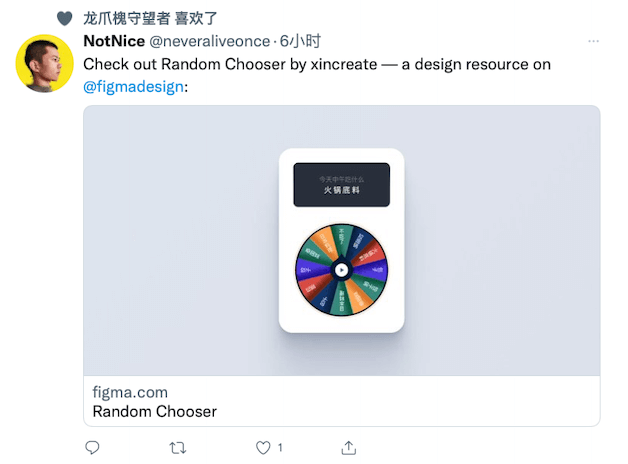 龙爪槐守望者 喜欢了
NotNice @neveraliveonce · 6小时
Check out Random Chooser by xincreate — a design resource on
@figmadesign:
今天中午吃什么
火锅底料
figma.com
Random Chooser
1